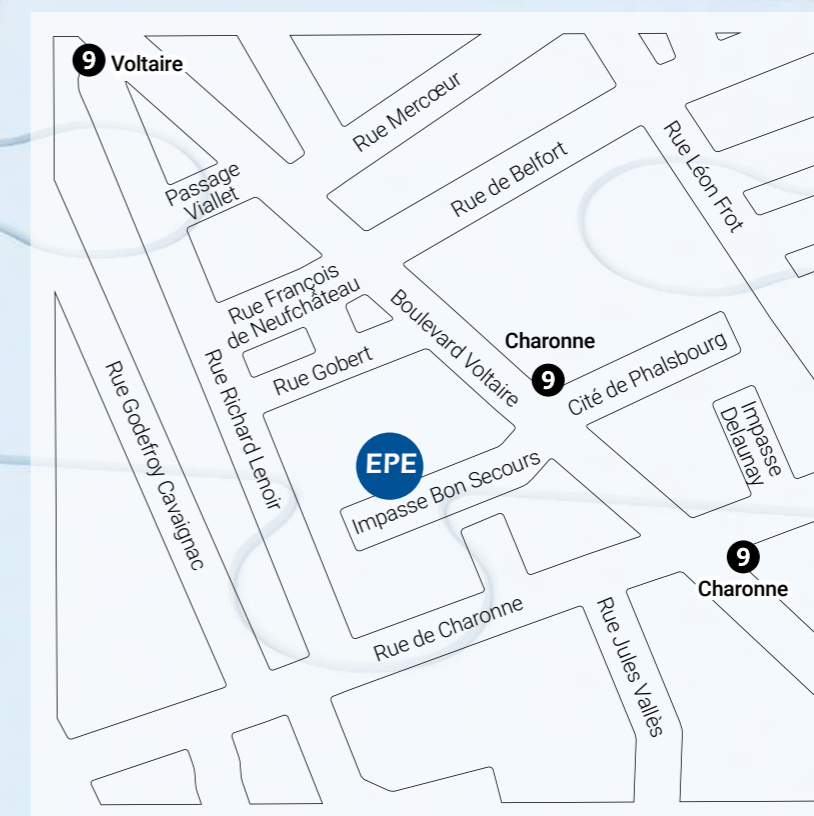 9 Voltaire
Rue Mercœur
Rue de Belfort
Rue Léon Frot
Passage
Viallet
Rue François
de Neufchâteau
Boulevard Voltaire
Charonne
9
Cité de Phalsbourg
Rue Gobert
Rue Richard Lenoir
Rue Godefroy Cavaignac
Impasse
Delaunay
EPE
Impasse Bon Secours
9
Charonne
Rue de Charonne
Rue Jules Vallès